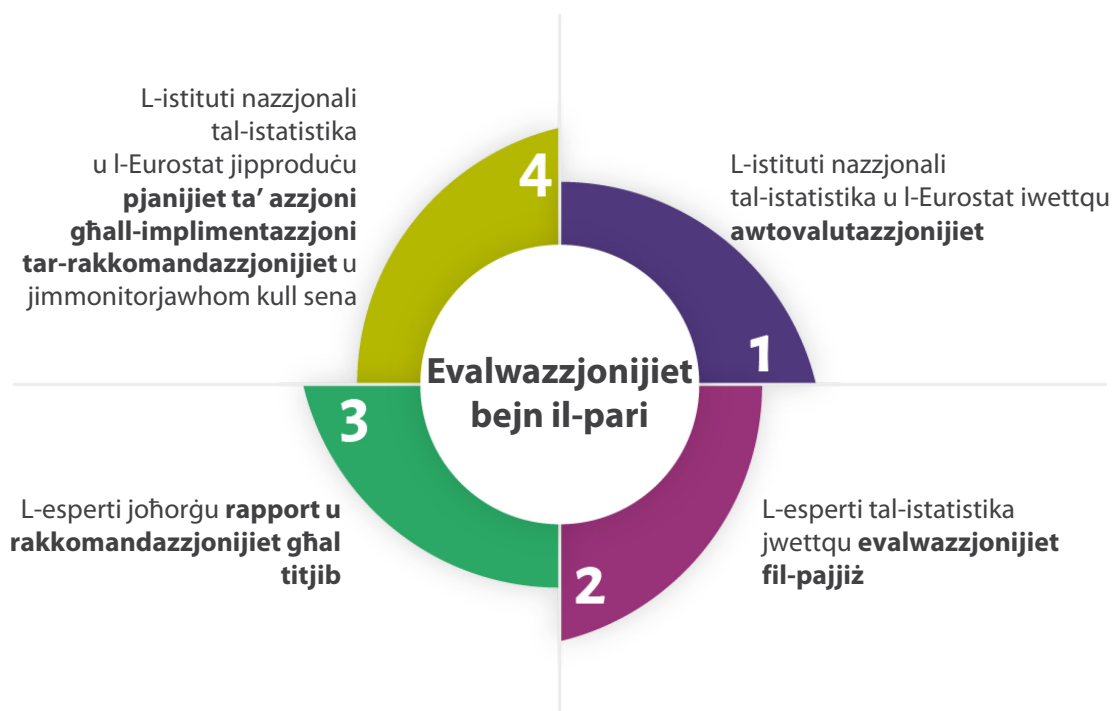 Evalwazzjonijiet
bejn il-pari
1
L-istituti nazzjonali
tal-istatistika u l-Eurostat iwettqu
awtovalutazzjonijiet
2
L-esperti tal-istatistika
jwettqu evalwazzjonijiet
fil-pajjiż
3
L-esperti joħorġu rapport u
rakkomandazzjonijiet għal
titjib
4
L-istituti nazzjonali
tal-istatistika
u l-Eurostat jipproduċu
pjanijiet ta’ azzjoni
għall-implimentazzjoni
tar-rakkomandazzjonijiet u
jimmonitorjawhom kull sena